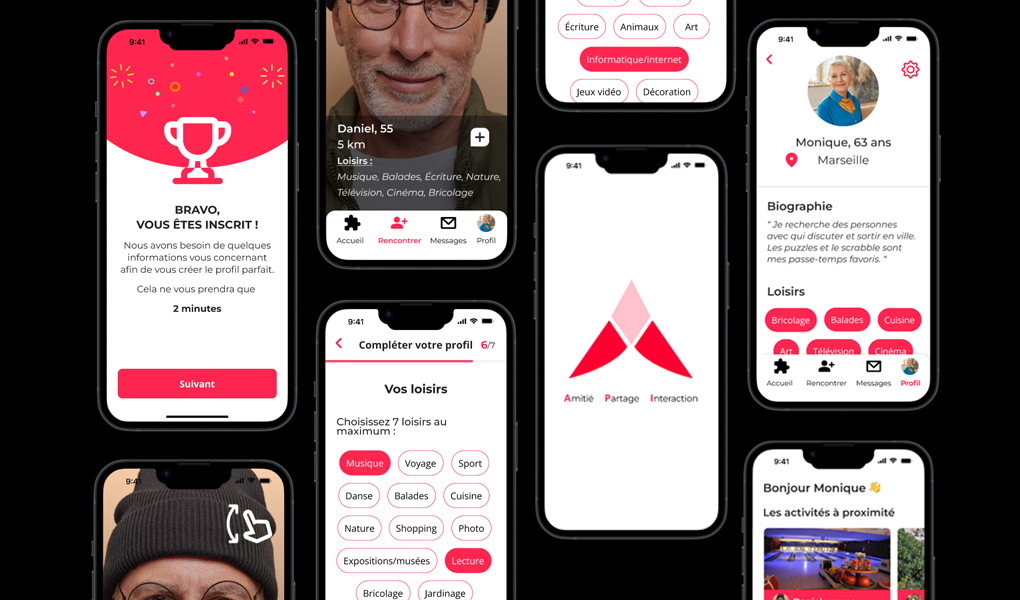 9:41
BRAVO,
VOUS ÊTES INSCRIT !
Nous avons besoin de quelques
informations vous concernant
afin de vous créer le profil parfait.
Cela ne vous prendra que
2 minutes
Suivant
9:41
Daniel, 55
5 km
Loisirs :
Musique, Balades, Écriture, Nature,
Télévision, Cinéma, Bricolage
Accueil Rencontrer Messages Profil
9:41
Compléter votre profil 6/7
Vos loisirs
Choisissez 7 loisirs au
maximum :
Musique Voyage Sport
Danse Balades Cuisine
Nature Shopping Photo
Expositions/musées Lecture
Bricolage Jardinage
Écriture Animaux Art
Informatique/internet
Jeux vidéo Décoration
9:41
Amitié Partage Interaction
9:41
Monique, 63 ans
Marseille
Biographie
“ Je recherche des personnes
avec qui discuter et sortir en ville.
Les puzzles et le scrabble sont
mes passe-temps favoris. “
Loisirs
Bricolage Balades Cuisine
Art Télévision Cinéma
Accueil Rencontrer Messages Profil
9:41
Bonjour Monique 👋
Les activités à proximité